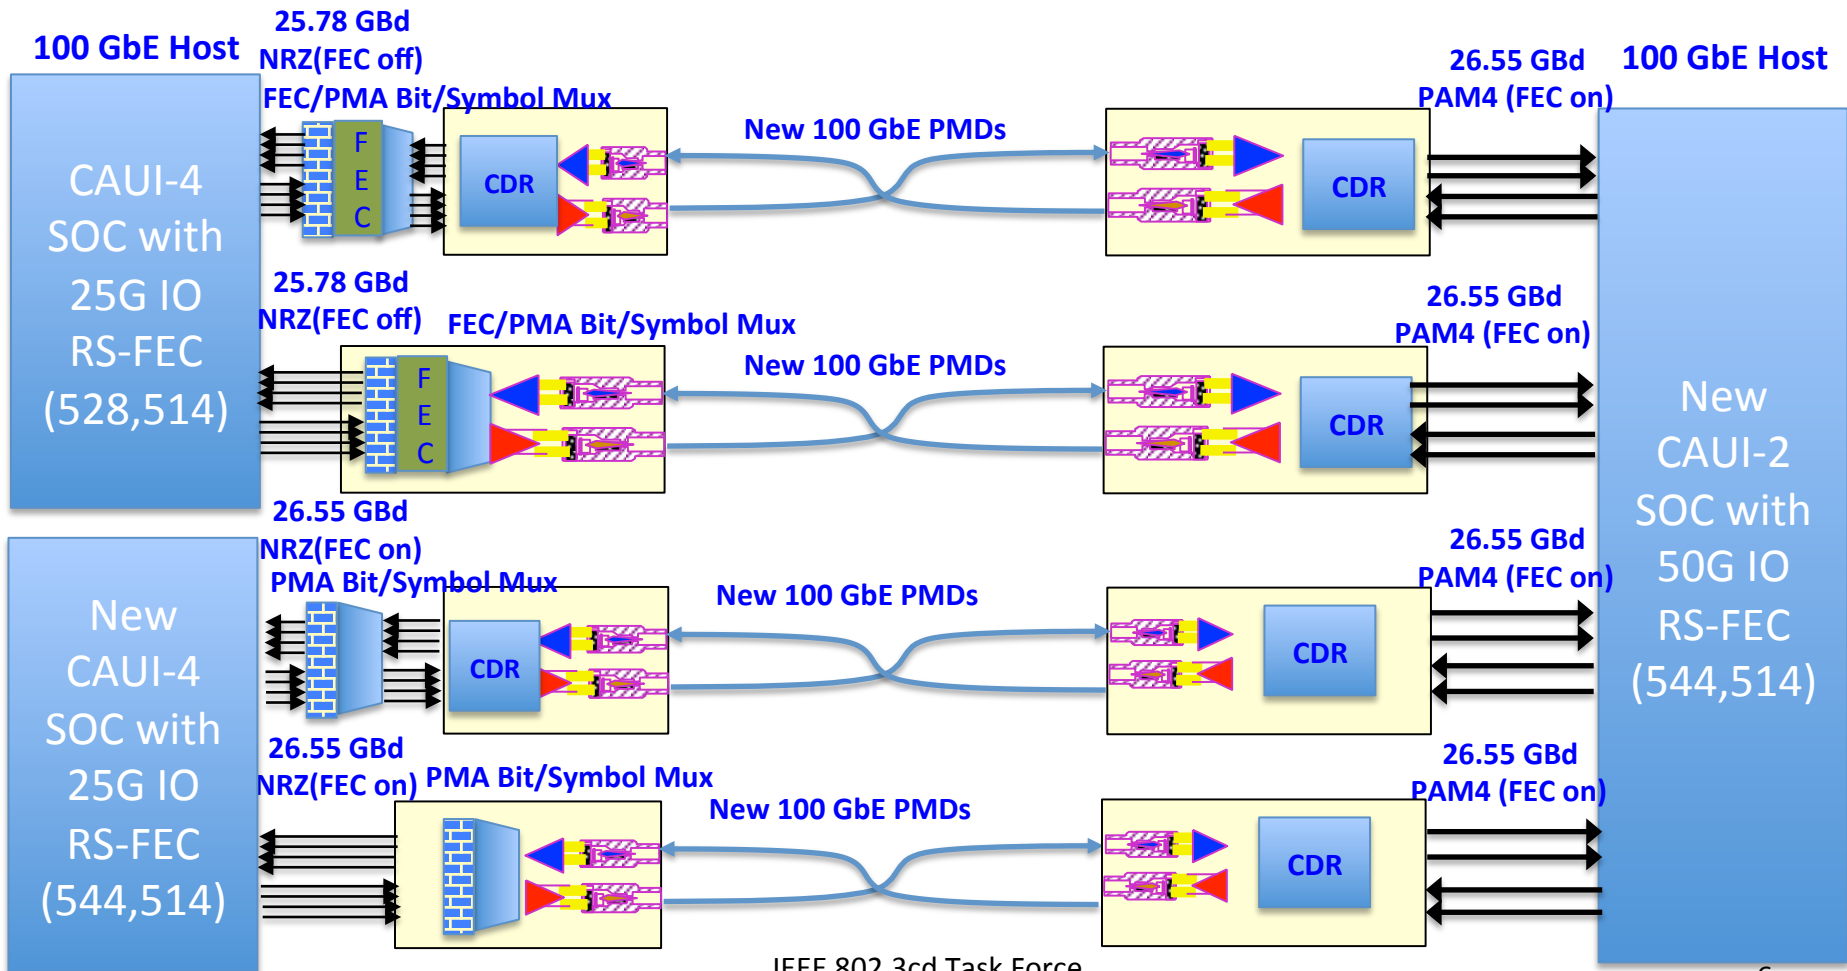 25.78 GBd
NRZ(FEC off)
100 GbE Host
FEC/PMA Bit/Symbol Mux
CAUI-4
SOC with
25G IO
RS-FEC
(528,514)
F
E
C
CDR
New 100 GbE PMDs
CDR
26.55 GBd
PAM4 (FEC on)
100 GbE Host
25.78 GBd
NRZ(FEC off)
FEC/PMA Bit/Symbol Mux
F
E
C
New 100 GbE PMDs
CDR
26.55 GBd
PAM4 (FEC on)
New
CAUI-2
SOC with
50G IO
RS-FEC
(544,514)
26.55 GBd
NRZ(FEC on)
PMA Bit/Symbol Mux
New
CAUI-4
SOC with
25G IO
RS-FEC
(544,514)
CDR
New 100 GbE PMDs
CDR
26.55 GBd
PAM4 (FEC on)
26.55 GBd
NRZ(FEC on)
PMA Bit/Symbol Mux
New 100 GbE PMDs
CDR
26.55 GBd
PAM4 (FEC on)
IEEE 802.3cd Task Force